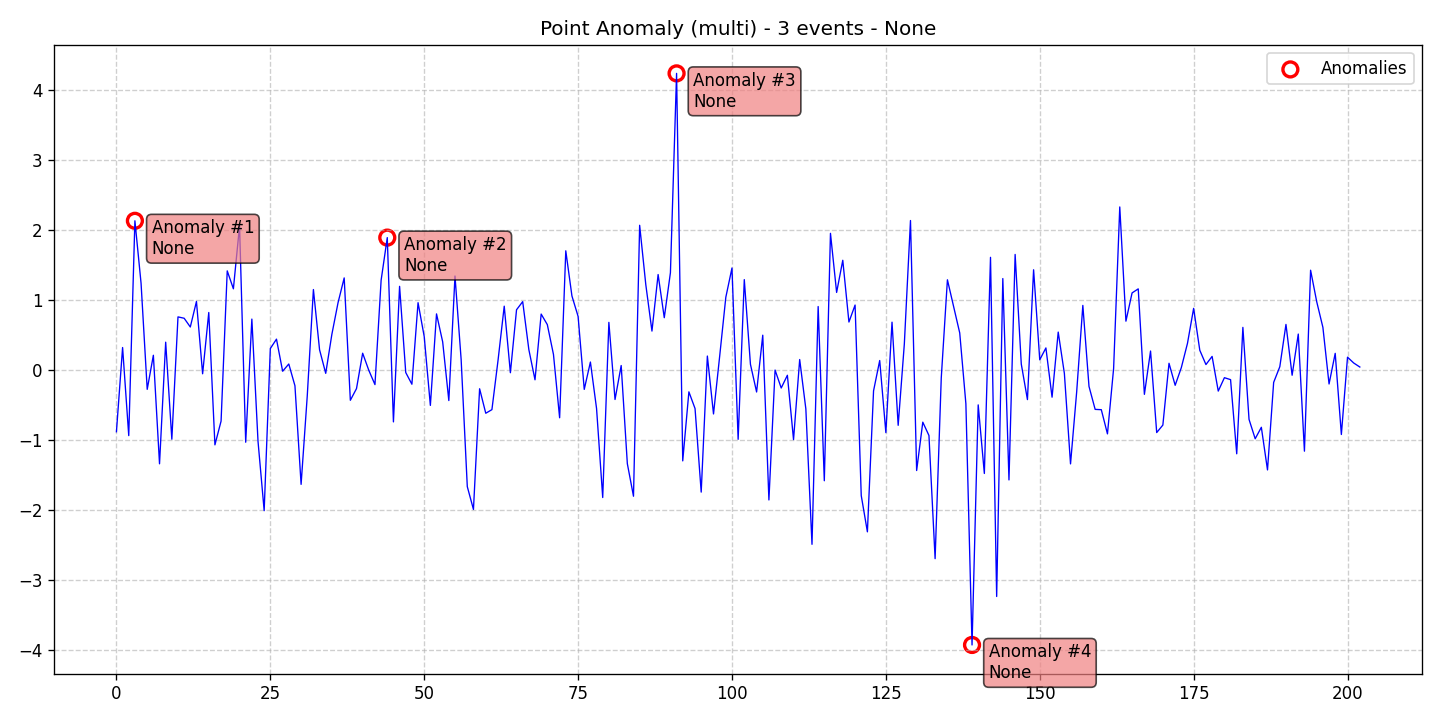 Point Anomaly (multi) - 3 events - None
Anomalies
Anomaly #3
None
Anomaly #1
None
Anomaly #2
None
Anomaly #4
None
4
3
2
1
0
−1
−2
−3
−4
0 25 50 75 100 125 150 175 200